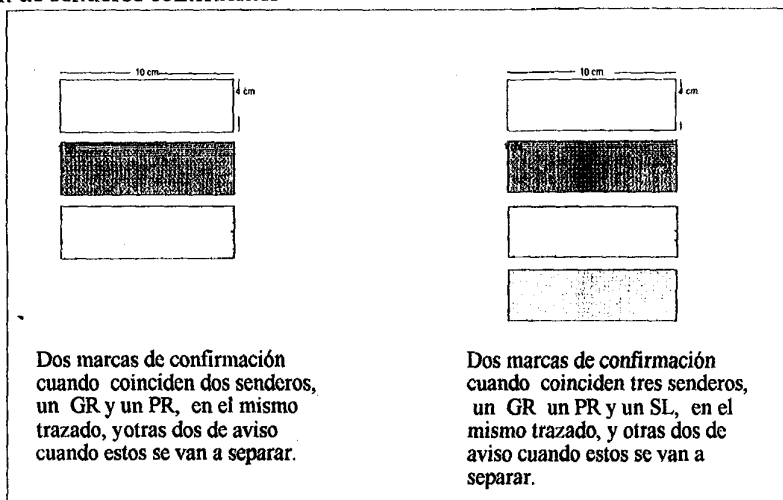 10 cm
cm
10 cm
cm
Dos marcas de confirmación
cuando coinciden dos senderos,
un GR y un PR, en el mismo
trazado, yotras dos de aviso
cuando estos se van a separar.
Dos marcas de confirmación
cuando coinciden tres senderos,
un GR un PR y un SL, en el
mismo trazado, y otras dos de
aviso cuando estos se van a
separar.